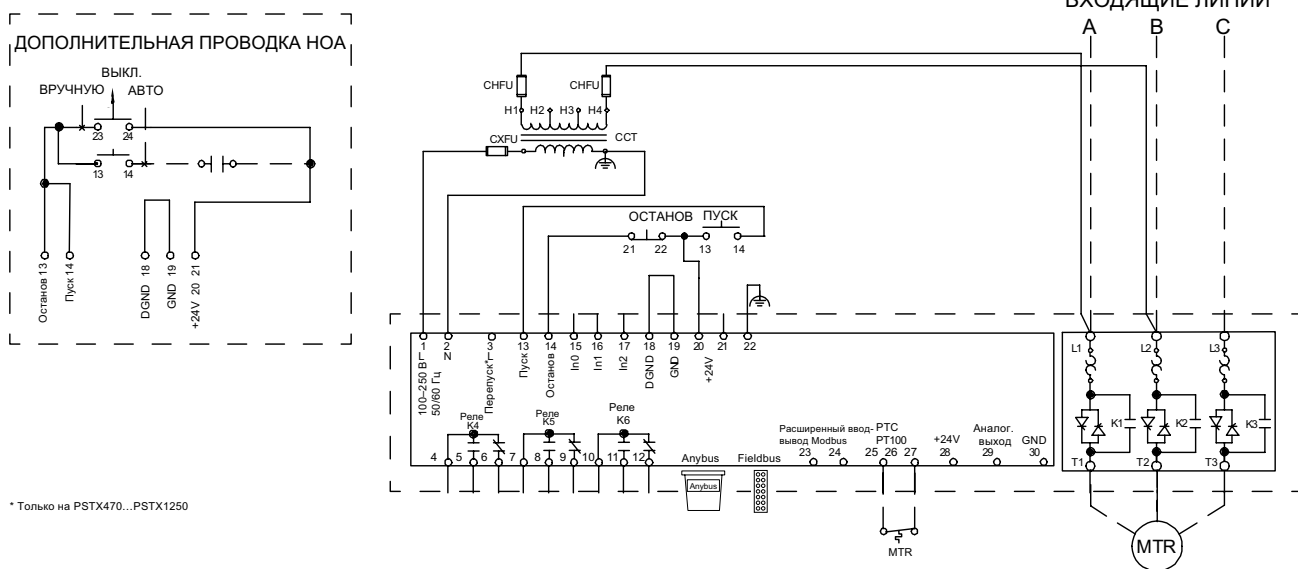 ВХОДЯЩИЕ ЛИНИИ
A B C
ДОПОЛНИТЕЛЬНАЯ ПРОВОДКА НОА
ВЫКЛ.
ВРУЧНУЮ АВТО
23 24
13 14
Останов 13
Пуск 14
DGND 18
GND 19
+24V 20 21
CHFU CHFU
H1 H2 H3 H4
CXFU CCT
ОСТАНОВ ПУСК
21 22 13 14
1 2 3 13 14 15 16 17 18 19 20 21 22
L
100–250 В~
50/60 Гц
N
Перепуск*L
Пуск
Останов
In0
In1
In2
DGND
GND
+24V
L1 L2 L3
K1 K2 K3
T1 T2 T3
Реле
K4
Реле
K5
Реле
K6
4 5 6 7 8 9 10 11 12
Anybus Fieldbus
Anybus
Расширенный ввод-
вывод Modbus
23 24
PTC
PT100
25 26 27
+24V
28
Аналог.
выход
29
GND
30
MTR
MTR
* Только на PSTX470...PSTX1250